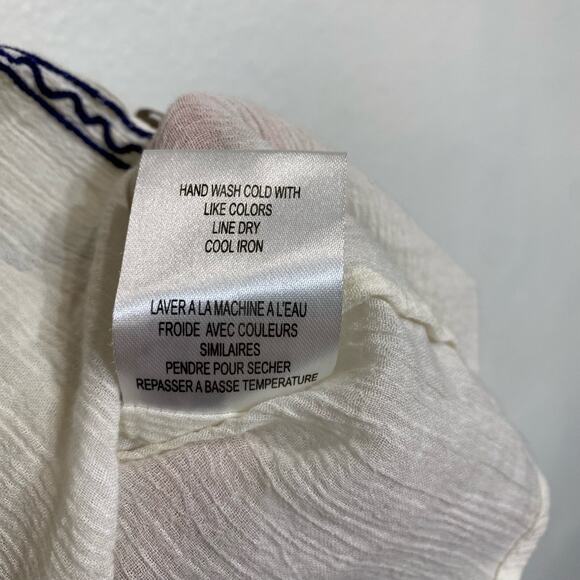 HAND WASH COLD WITH
LIKE COLORS
LINE DRY
COOL IRON
LAVER A LA MACHINE A L'EAU
FROIDE AVEC COULEURS
SIMILAIRES
PENDRE POUR SECHER
REPASSER A BASSE TEMPERATURE